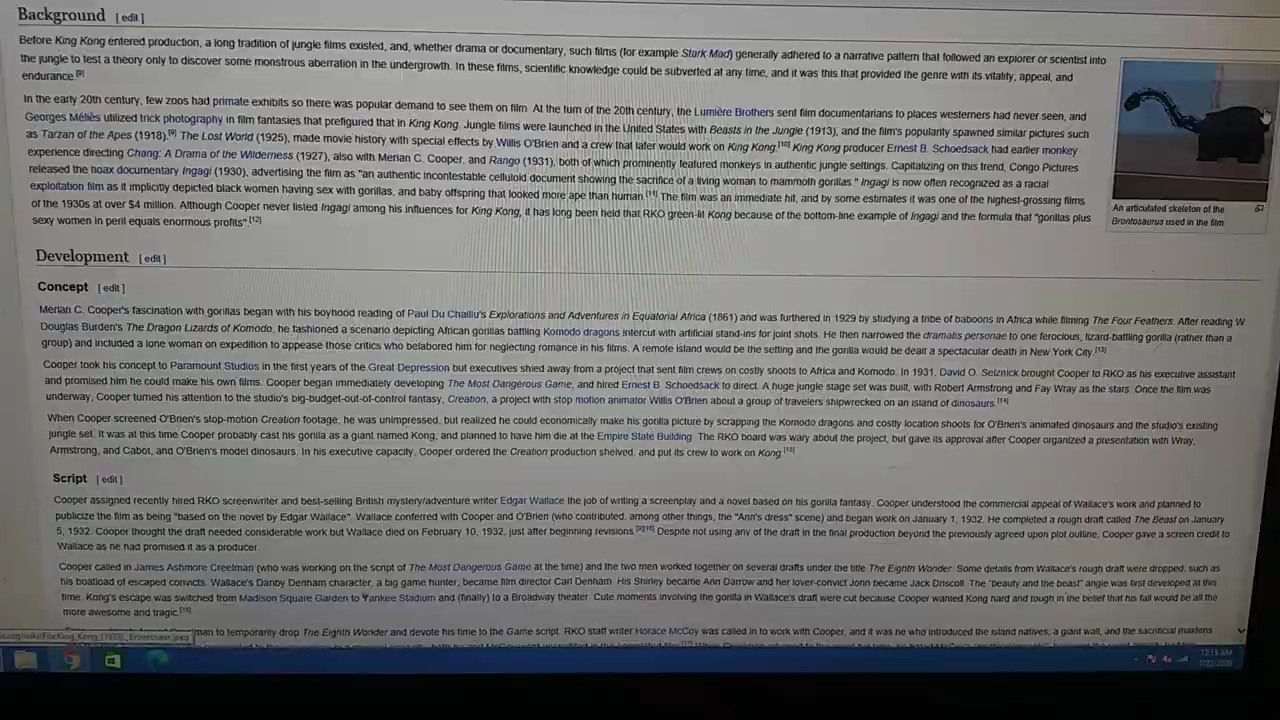 Background [ edit ]
Before King Kong entered production, a long tradition of jungle films existed, and, whether drama or documentary, such films (for example Stark Mad) generally adhered to a narrative pattern that followed an explorer or scientist into
the jungle to test a theory only to discover some monstrous aberration in the undergrowth. In these films, scientific knowledge could be subverted at any time, and it was this that provided the genre with its vitality, appeal, and
endurance.[9]
In the early 20th century, few zoos had primate exhibits so there was popular demand to see them on film. At the turn of the 20th century, the Lumière Brothers sent film documentarians to places westerners had never seen, and
Georges Méliès utilized trick photography in film fantasies that prefigured that in King Kong. Jungle films were launched in the United States with Beasts in the Jungle (1913), and the film's popularity spawned similar pictures such
as Tarzan of the Apes (1918).[9] The Lost World (1925), made movie history with special effects by Willis O'Brien and a crew that later would work on King Kong.[10] King Kong producer Ernest B. Schoedsack had earlier monkey
experience directing Chang: A Drama of the Wilderness (1927), also with Merian C. Cooper, and Rango (1931), both of which prominently featured monkeys in authentic jungle settings. Capitalizing on this trend, Congo Pictures
released the hoax documentary Ingagi (1930), advertising the film as "an authentic incontestable celluloid document showing the sacrifice of a living woman to mammoth gorillas." Ingagi is now often recognized as a racial
exploitation film as it implicitly depicted black women having sex with gorillas, and baby offspring that looked more ape than human.[11] The film was an immediate hit, and by some estimates it was one of the highest-grossing films
of the 1930s at over $4 million. Although Cooper never listed Ingagi among his influences for King Kong, it has long been held that RKO green-lit Kong because of the bottom-line example of Ingagi and the formula that "gorillas plus
sexy women in peril equals enormous profits".[12]
An articulated skeleton of the
Brontosaurus used in the film
Development [ edit ]
Concept [ edit ]
Merian C. Cooper's fascination with gorillas began with his boyhood reading of Paul Du Chaillu's Explorations and Adventures in Equatorial Africa (1861) and was furthered in 1929 by studying a tribe of baboons in Africa while filming The Four Feathers. After reading W
Douglas Burden's The Dragon Lizards of Komodo, he fashioned a scenario depicting African gorillas battling Komodo dragons intercut with artificial stand-ins for joint shots. He then narrowed the dramatis personae to one ferocious, lizard-battling gorilla (rather than a
group) and included a lone woman on expedition to appease those critics who belabored him for neglecting romance in his films. A remote island would be the setting and the gorilla would be dealt a spectacular death in New York City.[13]
Cooper took his concept to Paramount Studios in the first years of the Great Depression but executives shied away from a project that sent film crews on costly shoots to Africa and Komodo. In 1931, David O. Selznick brought Cooper to RKO as his executive assistant
and promised him he could make his own films. Cooper began immediately developing The Most Dangerous Game, and hired Ernest B. Schoedsack to direct. A huge jungle stage set was built, with Robert Armstrong and Fay Wray as the stars. Once the film was
underway, Cooper turned his attention to the studio's big-budget-out-of-control fantasy, Creation, a project with stop motion animator Willis O'Brien about a group of travelers shipwrecked on an island of dinosaurs.[14]
When Cooper screened O'Brien's stop-motion Creation footage, he was unimpressed, but realized he could economically make his gorilla picture by scrapping the Komodo dragons and costly location shoots for O'Brien's animated dinosaurs and the studio's existing
jungle set. It was at this time Cooper probably cast his gorilla as a giant named Kong, and planned to have him die at the Empire State Building. The RKO board was wary about the project, but gave its approval after Cooper organized a presentation with Wray,
Armstrong, and Cabot, and O'Brien's model dinosaurs. In his executive capacity, Cooper ordered the Creation production shelved, and put its crew to work on Kong.[15]
Script [ edit ]
Cooper assigned recently hired RKO screenwriter and best-selling British mystery/adventure writer Edgar Wallace the job of writing a screenplay and a novel based on his gorilla fantasy. Cooper understood the commercial appeal of Wallace's work and planned to
publicize the film as being "based on the novel by Edgar Wallace". Wallace conferred with Cooper and O'Brien (who contributed, among other things, the "Ann's dress" scene) and began work on January 1, 1932. He completed a rough draft called The Beast on January
5, 1932. Cooper thought the draft needed considerable work but Wallace died on February 10, 1932, just after beginning revisions. Despite not using any of the draft in the final production beyond the previously agreed upon plot outline, Cooper gave a screen credit to
Wallace as he had promised it as a producer.
Cooper called in James Ashmore Creelman (who was working on the script of The Most Dangerous Game at the time) and the two men worked together on several drafts under the title The Eighth Wonder. Some details from Wallace's rough draft were dropped, such as
his boatload of escaped convicts. Wallace's Danby Denham character, a big game hunter, became film director Carl Denham. His Shirley became Ann Darrow and her lover-convict John became Jack Driscoll. The "beauty and the beast" angle was first developed at this
time. Kong's escape was switched from Madison Square Garden to Yankee Stadium and (finally) to a Broadway theater. Cute moments involving the gorilla in Wallace's draft were cut because Cooper wanted Kong hard and tough in the belief that his fall would be all the
more awesome and tragic.[16]
man to temporarily drop The Eighth Wonder and devote his time to the Game script. RKO staff writer Horace McCoy was called in to work with Cooper, and it was he who introduced the island natives, a giant wall, and the sacrificial maidens
12:15 AM